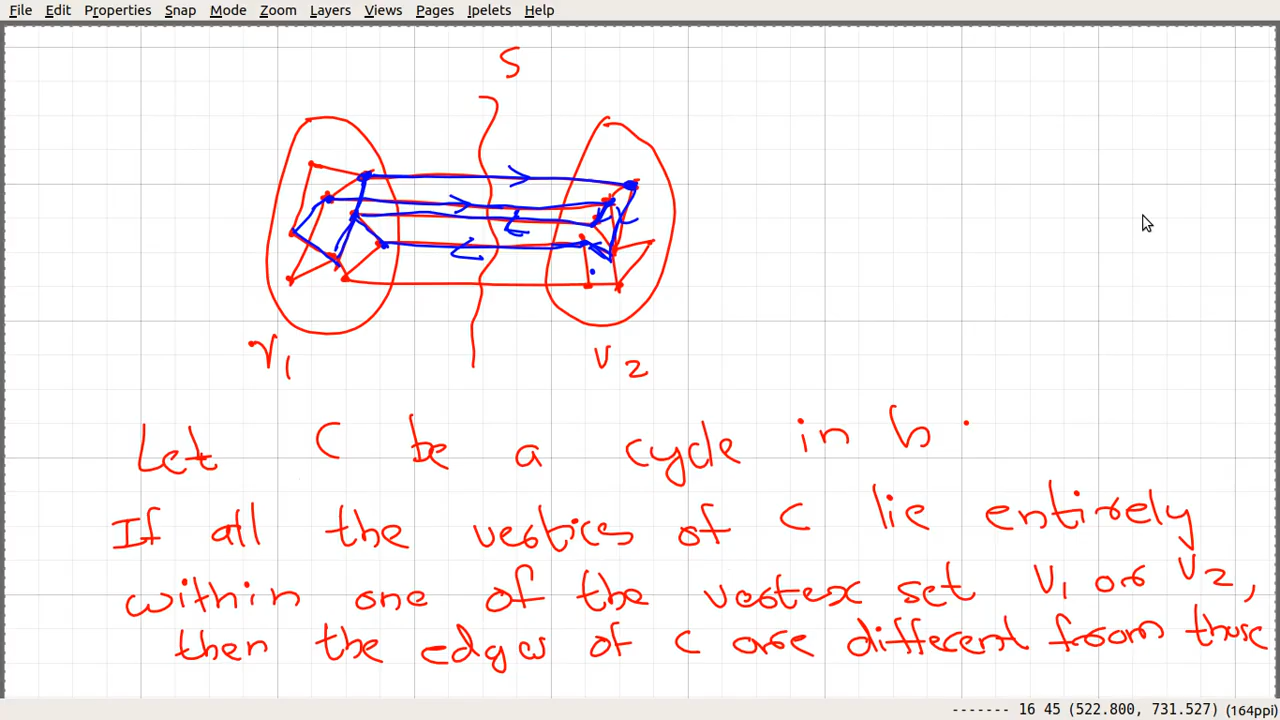 File Edit Properties Snap Mode Zoom Layers Views Pages Ipelets Help
S
V1
V2
Let C be a cycle in G.
If all the vertices of C lie entirely
within one of the vertex set V1 or V2,
then the edges of C are different from those
------- 16 45 (522.800, 731.527) (164ppi)